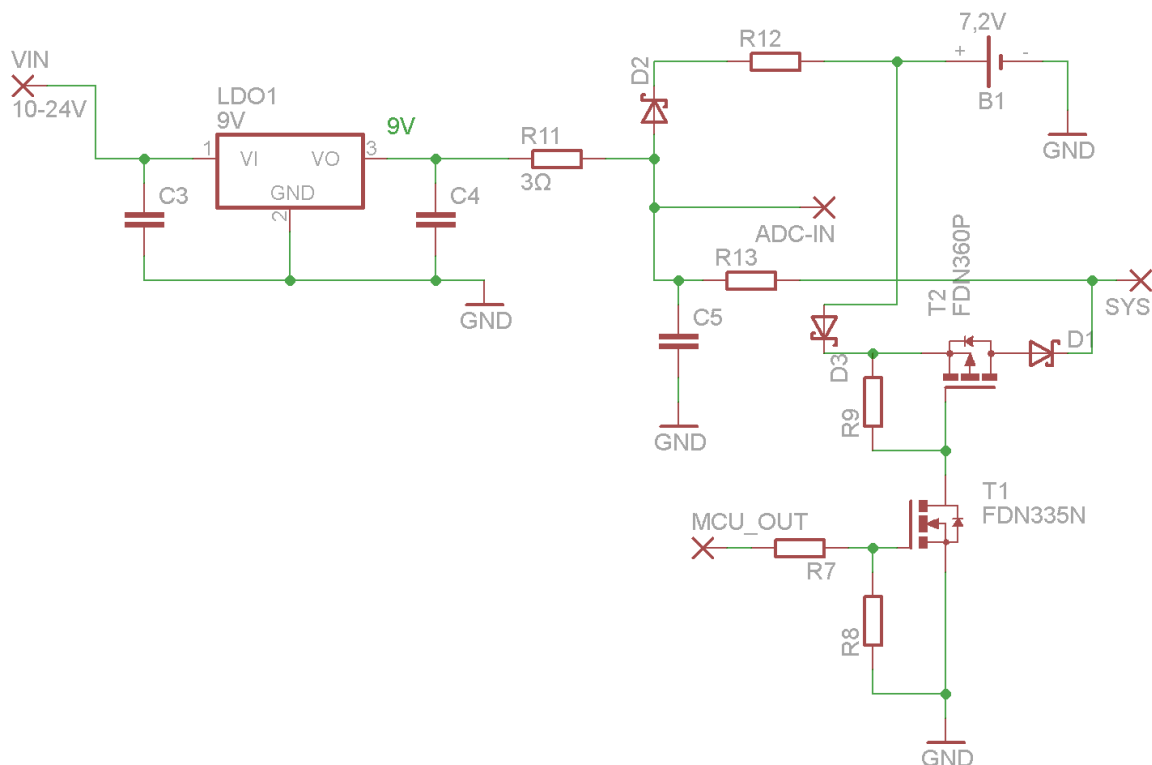 VIN
10-24V
LDO1
9V
1
VI
VO
3
GND
2
9V
C3
C4
GND
R11
3Ω
D2
R12
7,2V
+
-
B1
GND
ADC-IN
R13
C5
GND
SYS
T2
FDN360P
D1
D3
R9
T1
FDN335N
MCU_OUT
R7
R8
GND